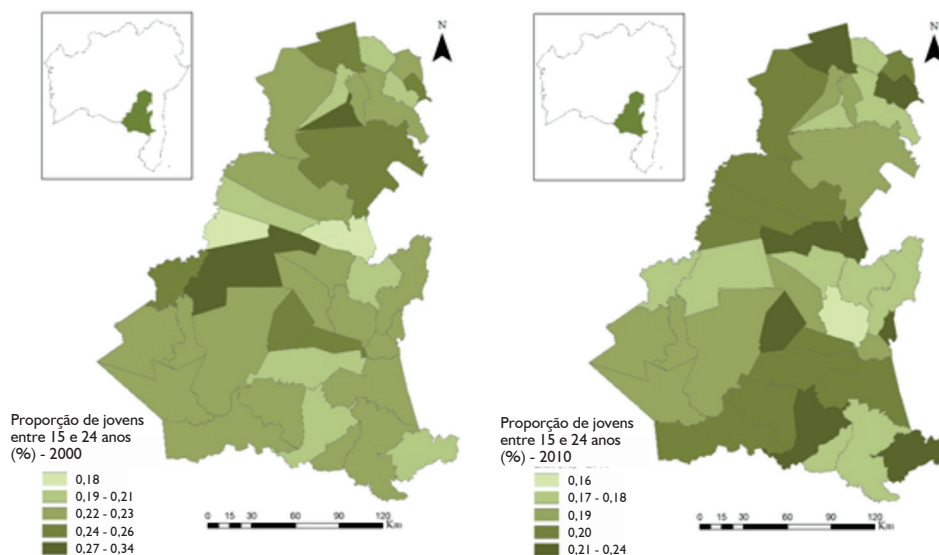 N
Proporção de jovens
entre 15 e 24 anos
(%) - 2000
0,18
0,19 - 0,21
0,22 - 0,23
0,24 - 0,26
0,27 - 0,34
0 15 30 60 90 120
Km
N
Proporção de jovens
entre 15 e 24 anos
(%) - 2010
0,16
0,17 - 0,18
0,19
0,20
0,21 - 0,24
0 15 30 60 90 120
Km